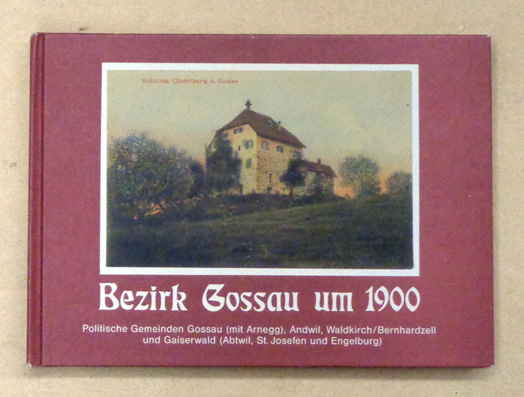 Schloss Oberberg b. Gossau
Bezirk Gossau um 1900
Politische Gemeinden Gossau (mit Arnegg), Andwil, Waldkirch/Bernhardzell
und Gaiserwald (Abtwil, St. Josefen und Engelburg)